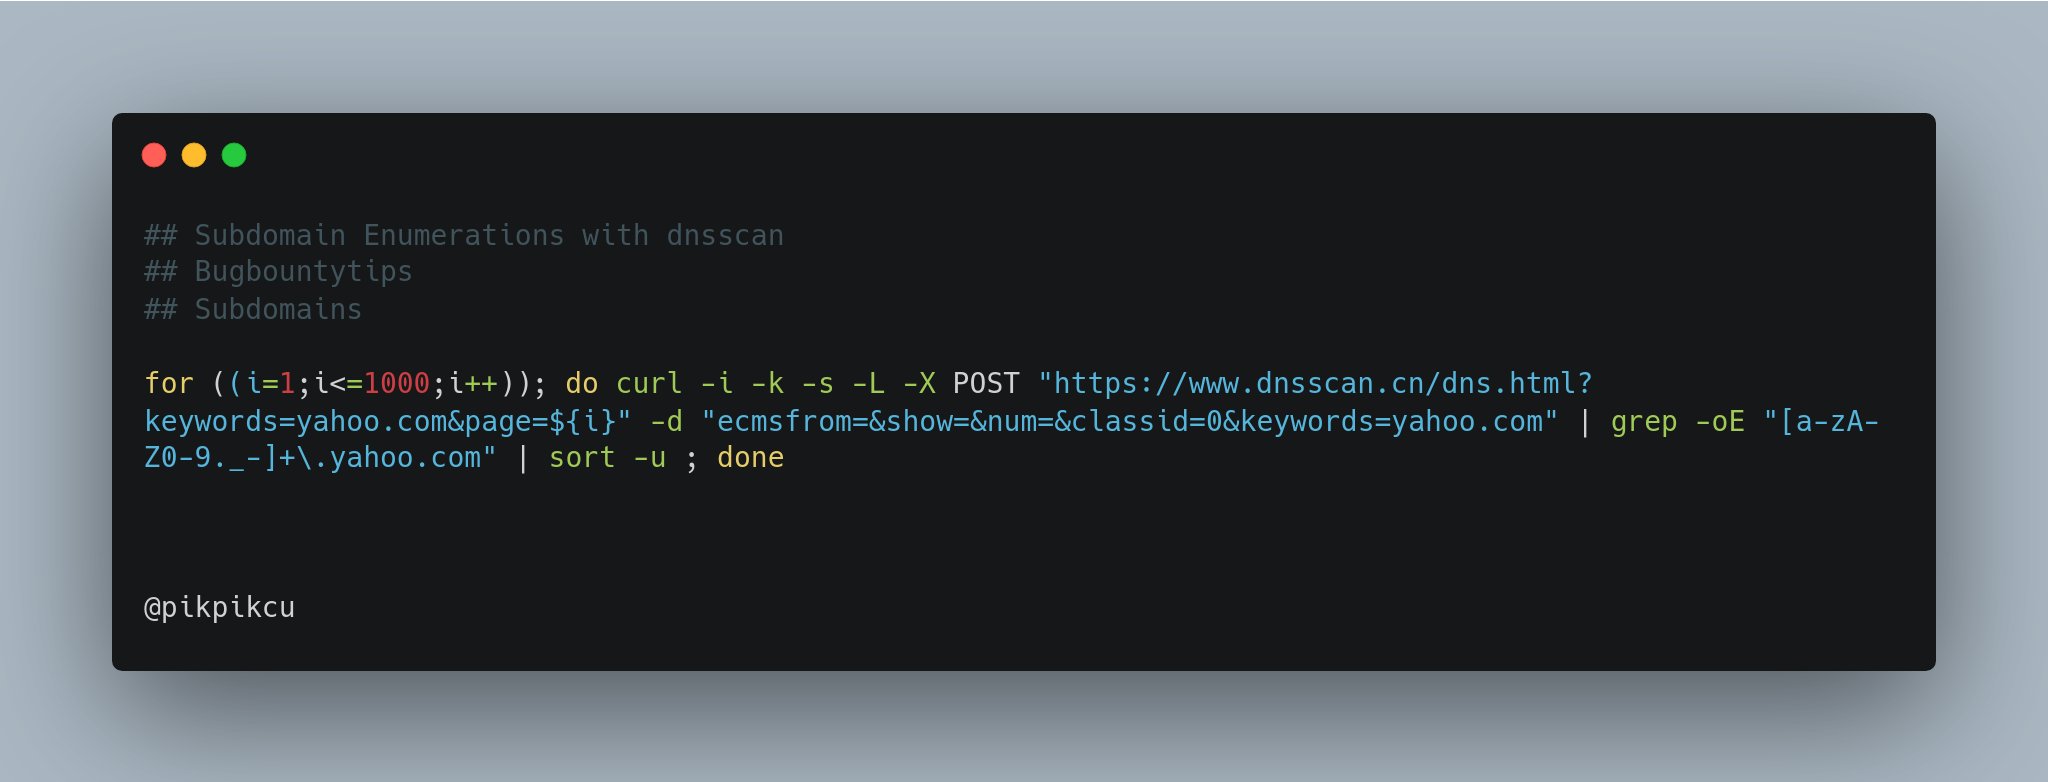 ## Subdomain Enumerations with dnsscan
## Bugbountytips
## Subdomains
for ((i=1;i<=1000;i++)); do curl -i -k -s -L -X POST "https://www.dnsscan.cn/dns.html?
keywords=yahoo.com&page=${i}" -d "ecmsfrom=&show=&num=&classid=0&keywords=yahoo.com" | grep -oE "[a-zA-
Z0-9._-]+\.yahoo.com" | sort -u ; done
@pikpikcu